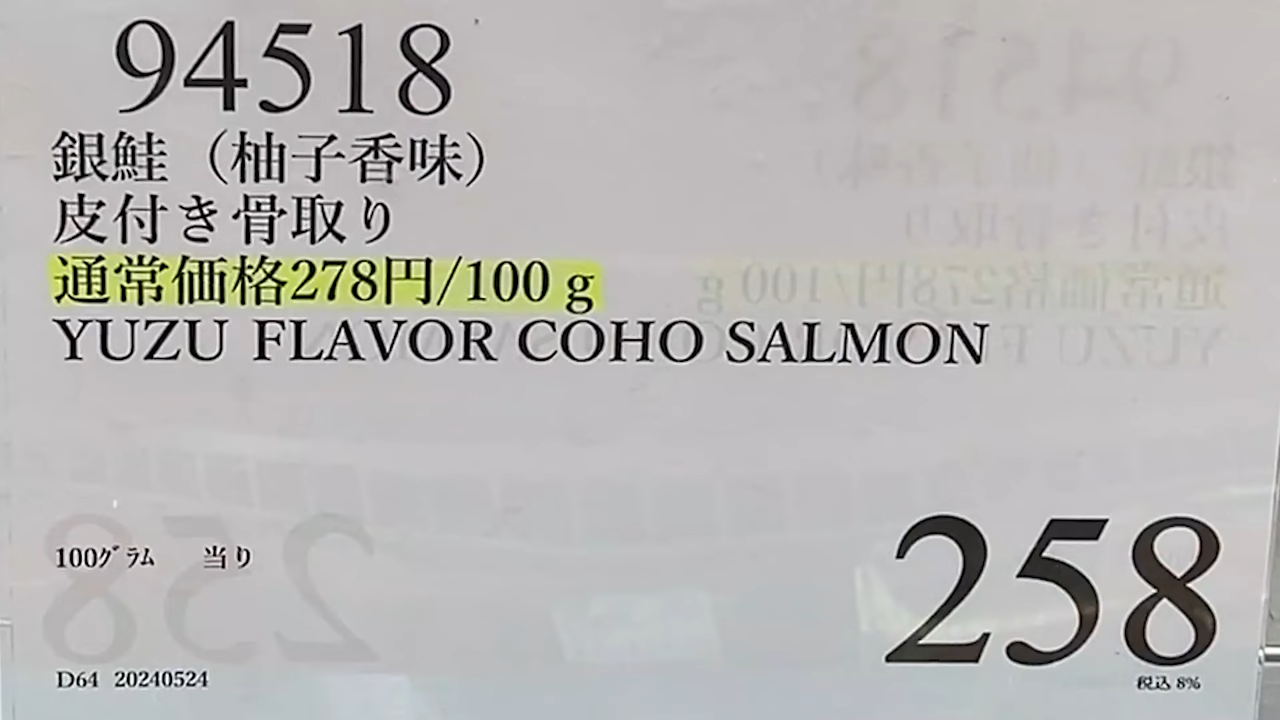 94518
銀鮭（柚子香味）
皮付き骨取り
通常価格278円/100 g
YUZU FLAVOR COHO SALMON
100ｸﾞﾗﾑ 当り
258
税込 8%
D64 20240524